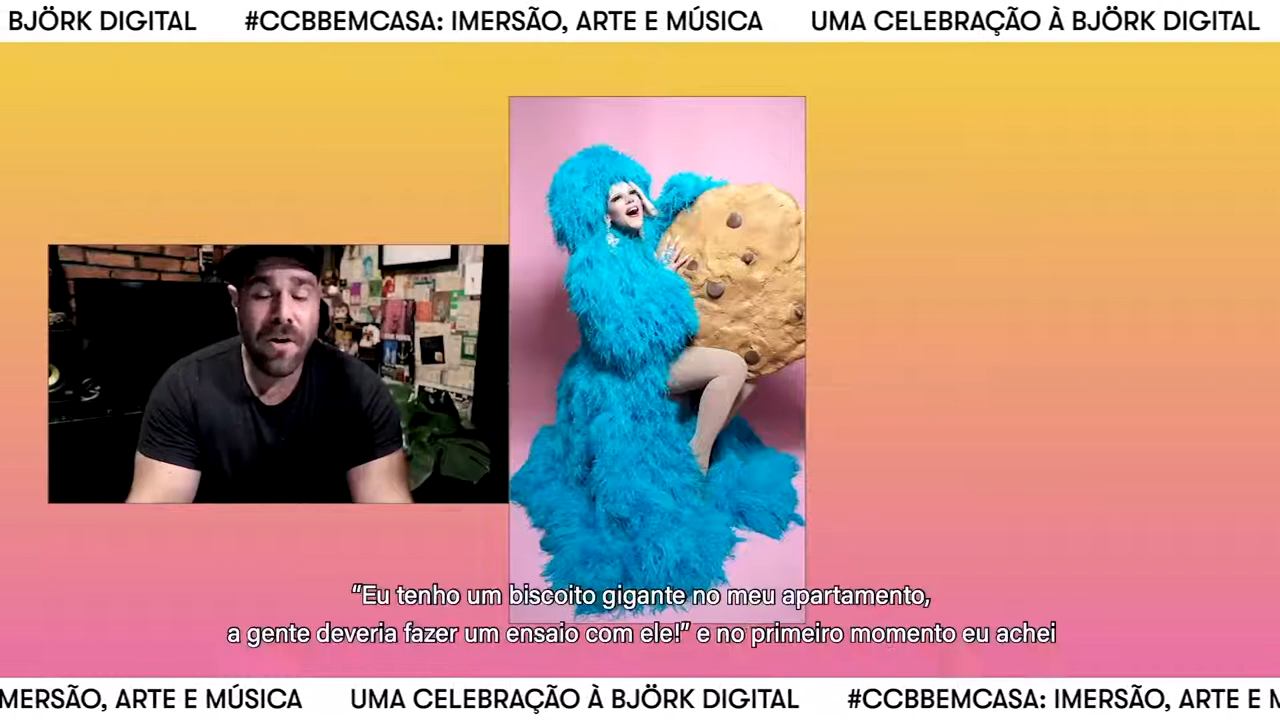 BJÖRK DIGITAL #CCBBEMCASA: IMERSÃO, ARTE E MÚSICA UMA CELEBRAÇÃO À BJÖRK DIGITAL
“Eu tenho um biscoito gigante no meu apartamento,
a gente deveria fazer um ensaio com ele!” e no primeiro momento eu achei
MERSÃO, ARTE E MÚSICA UMA CELEBRAÇÃO À BJÖRK DIGITAL #CCBBEMCASA: IMERSÃO, ARTE E